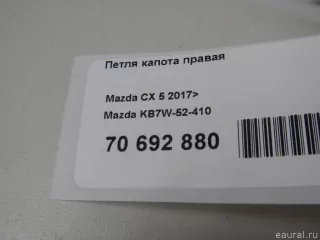 Петля капота правая
Mazda CX 5 2017>
Mazda KB7W-52-410
70 692 880
eaural.ru